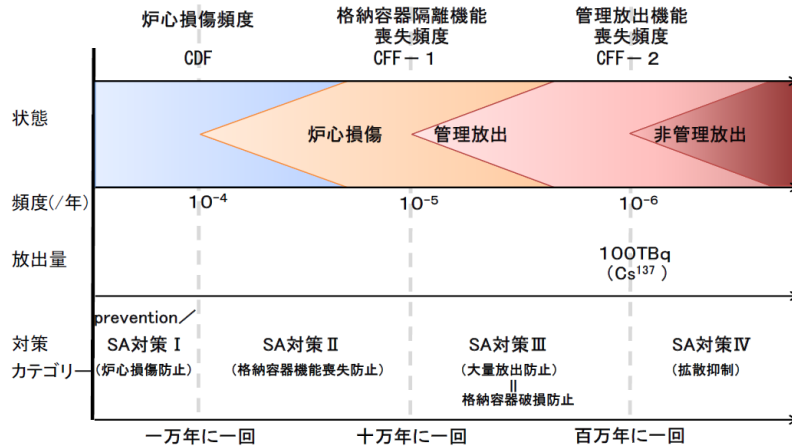 炉心損傷頻度
CDF
格納容器隔離機能
喪失頻度
CFF－1
管理放出機能
喪失頻度
CFF－2
状態
炉心損傷
管理放出
非管理放出
頻度(/年)
10⁻⁴
10⁻⁵
10⁻⁶
放出量
100TBq
(Cs¹³⁷)
prevention
対策
カテゴリー
SA対策Ⅰ
(炉心損傷防止)
SA対策Ⅱ
(格納容器機能喪失防止)
SA対策Ⅲ
(大量放出防止)
＝
格納容器破損防止
SA対策Ⅳ
(拡散抑制)
一万年に一回
十万年に一回
百万年に一回